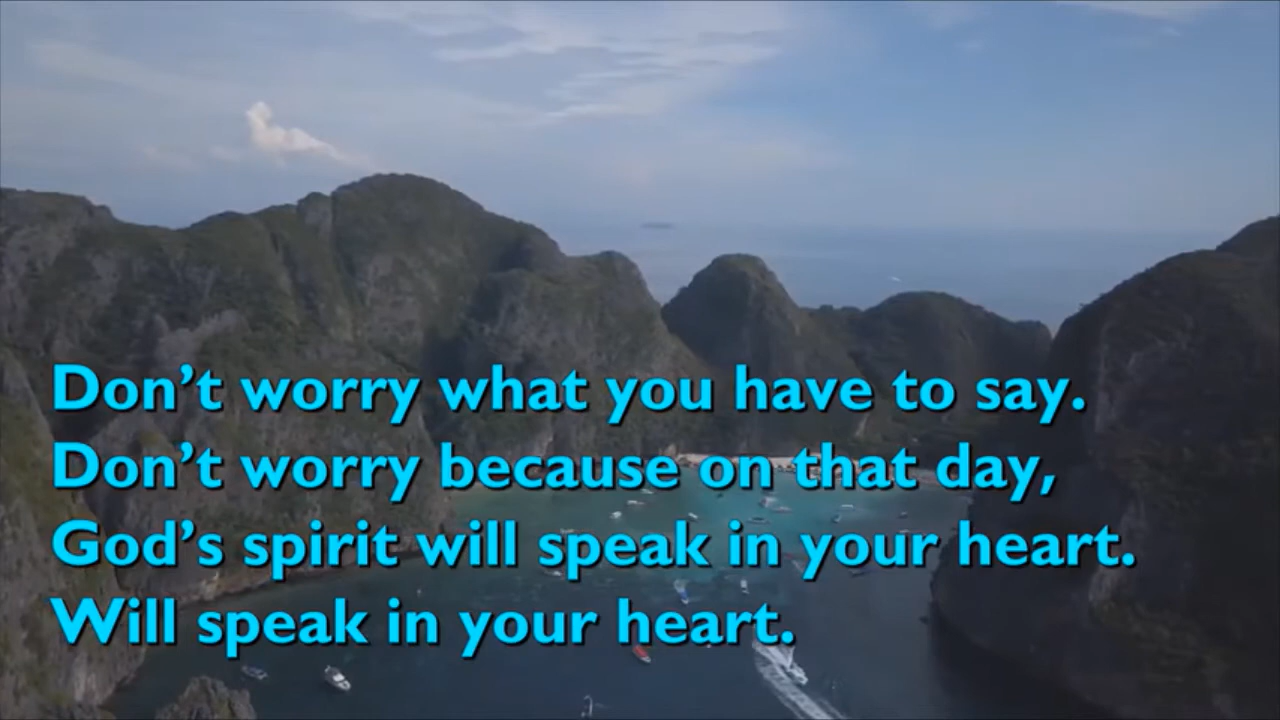 Don’t worry what you have to say.
Don’t worry because on that day,
God’s spirit will speak in your heart.
Will speak in your heart.